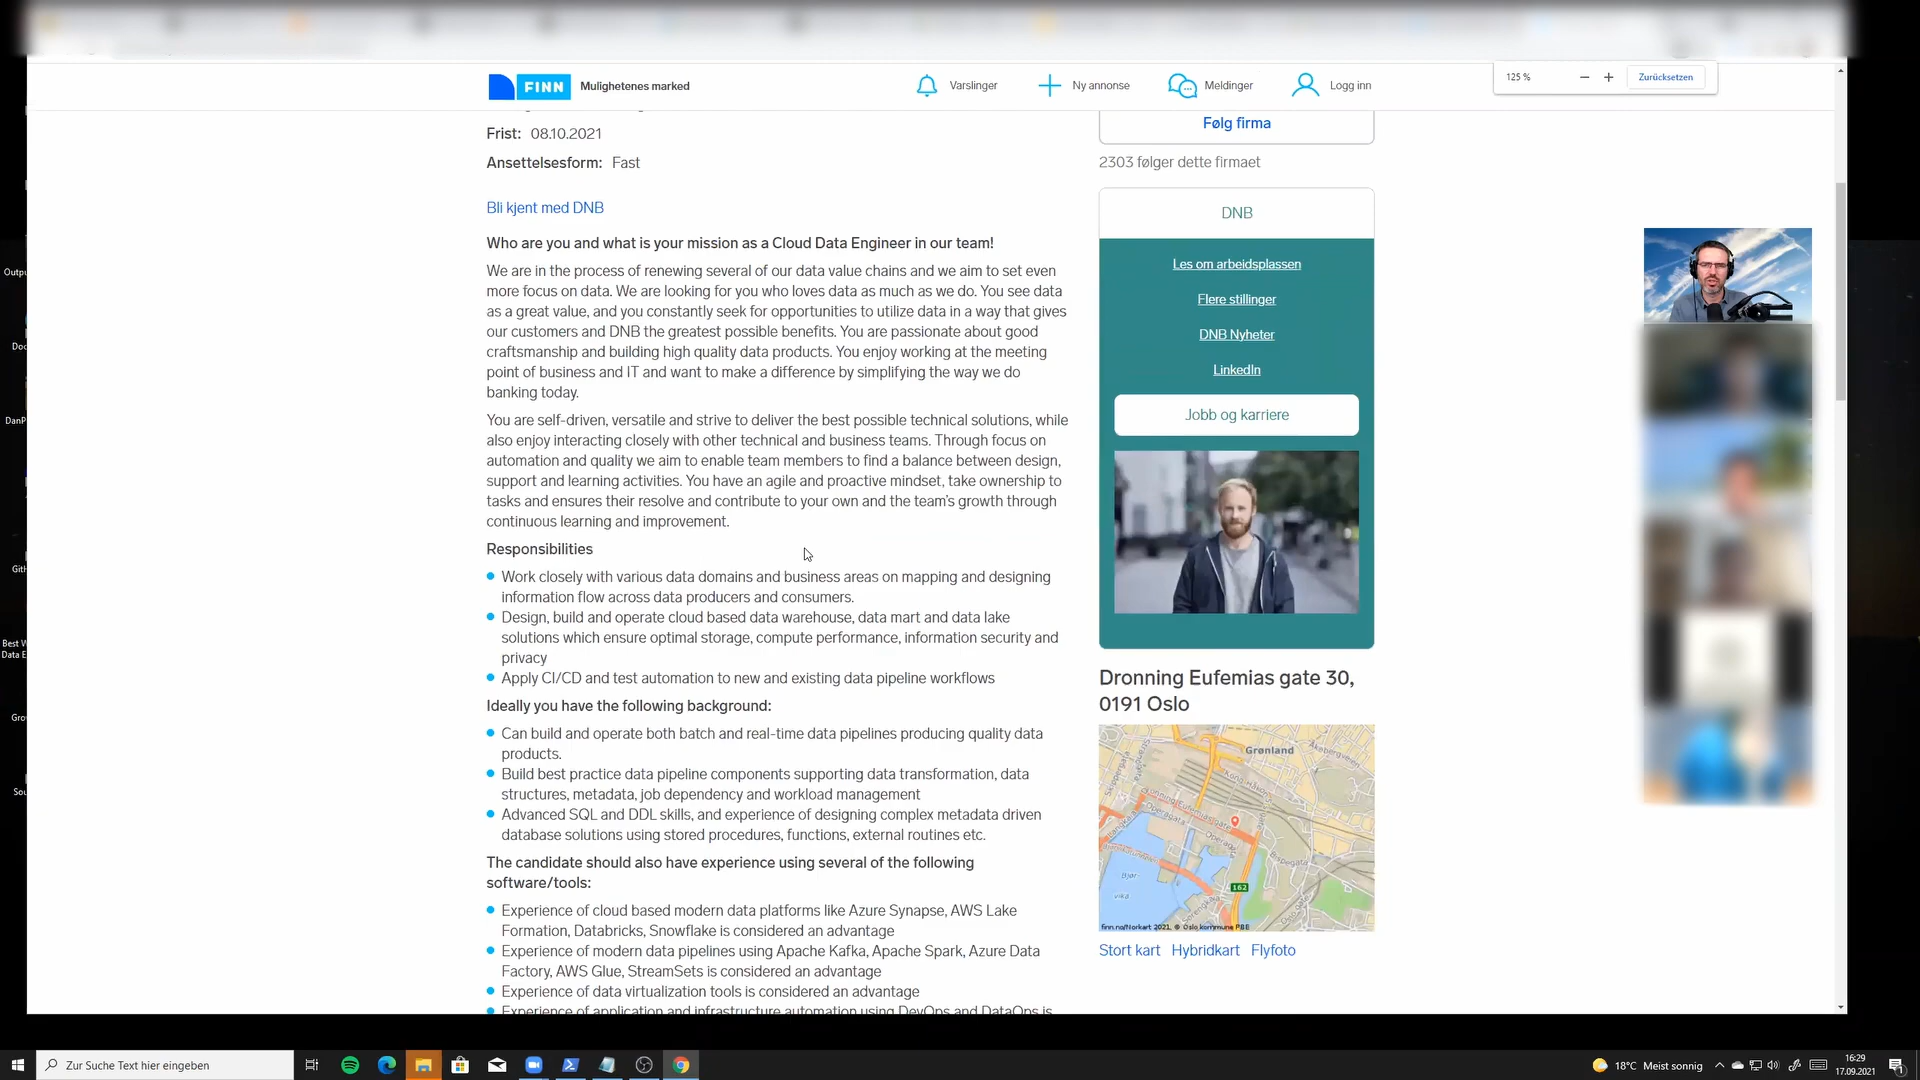 FINN
Mulighetenes marked
Varslinger
Ny annonse
Meldinger
Logg inn
125 %
Zurücksetzen
Frist: 08.10.2021
Ansettelsesform: Fast
Bli kjent med DNB
Who are you and what is your mission as a Cloud Data Engineer in our team!
We are in the process of renewing several of our data value chains and we aim to set even
more focus on data. We are looking for you who loves data as much as we do. You see data
as a great value, and you constantly seek for opportunities to utilize data in a way that gives
our customers and DNB the greatest possible benefits. You are passionate about good
craftsmanship and building high quality data products. You enjoy working at the meeting
point of business and IT and want to make a difference by simplifying the way we do
banking today.
You are self-driven, versatile and strive to deliver the best possible technical solutions, while
also enjoy interacting closely with other technical and business teams. Through focus on
automation and quality we aim to enable team members to find a balance between design,
support and learning activities. You have an agile and proactive mindset, take ownership to
tasks and ensures their resolve and contribute to your own and the team's growth through
continuous learning and improvement.
Responsibilities
Work closely with various data domains and business areas on mapping and designing
information flow across data producers and consumers.
Design, build and operate cloud based data warehouse, data mart and data lake
solutions which ensure optimal storage, compute performance, information security and
privacy
Apply CI/CD and test automation to new and existing data pipeline workflows
Ideally you have the following background:
Can build and operate both batch and real-time data pipelines producing quality data
products.
Build best practice data pipeline components supporting data transformation, data
structures, metadata, job dependency and workload management
Advanced SQL and DDL skills, and experience of designing complex metadata driven
database solutions using stored procedures, functions, external routines etc.
The candidate should also have experience using several of the following
software/tools:
Experience of cloud based modern data platforms like Azure Synapse, AWS Lake
Formation, Databricks, Snowflake is considered an advantage
Experience of modern data pipelines using Apache Kafka, Apache Spark, Azure Data
Factory, AWS Glue, StreamSets is considered an advantage
Experience of data virtualization tools is considered an advantage
Experience of application and infrastructure automation using DevOps and DataOps is
Følg firma
2303 følger dette firmaet
DNB
Les om arbeidsplassen
Flere stillinger
DNB Nyheter
LinkedIn
Jobb og karriere
Dronning Eufemias gate 30,
0191 Oslo
Grønland
162
finn.no/Norkart 2021, © Oslo kommune PBE
Stort kart Hybridkart Flyfoto
Zur Suche Text hier eingeben
18°C Meist sonnig
16:29
17.09.2021